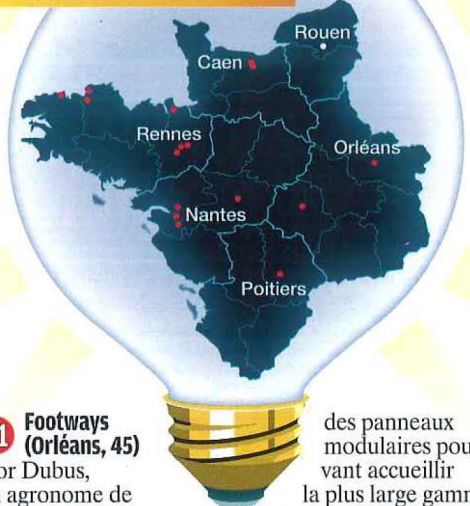 Rouen
Caen
Rennes
Orléans
Nantes
Poitiers
1 Footways
(Orléans, 45)
or Dubus,
agronome de
des panneaux
modulaires pou
vant accueillir
la plus large gamm